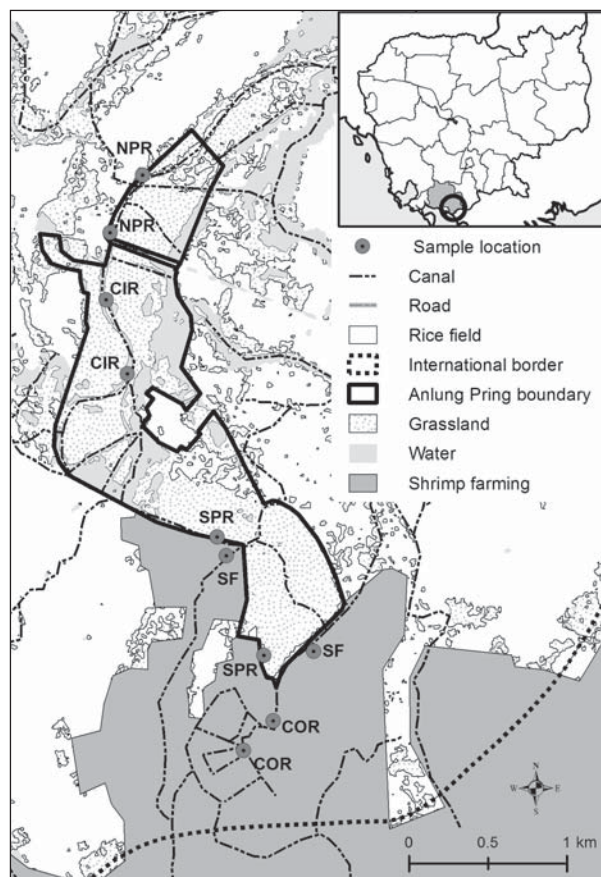 NPR
NPR
CIR
CIR
SPR
SF
SPR
SF
COR
COR
Sample location
Canal
Road
Rice field
International border
Anlung Pring boundary
Grassland
Water
Shrimp farming
N
W E
S
0 0.5 1 km